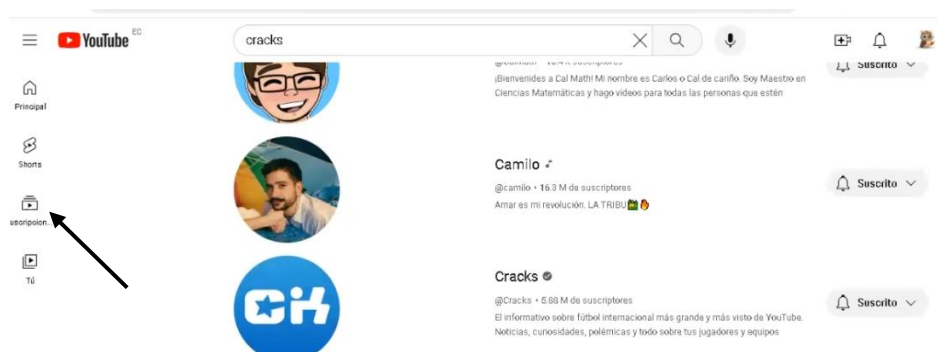 YouTube EC
cracks
Suscrito
¡Bienvenides a Cal Math! Mi nombre es Carlos o Cal de cariño. Soy Maestro en
Ciencias Matemáticas y hago videos para todas las personas que estén
Principal
Shorts
uscripcion...
Tú
Camilo
@camilo • 16.3 M de suscriptores
Amar es mi revolución. LA TRIBU
Suscrito
Cracks
@Cracks • 5.88 M de suscriptores
El informativo sobre fútbol internacional más grande y más visto de YouTube.
Noticias, curiosidades, polémicas y todo sobre tus jugadores y equipos
Suscrito